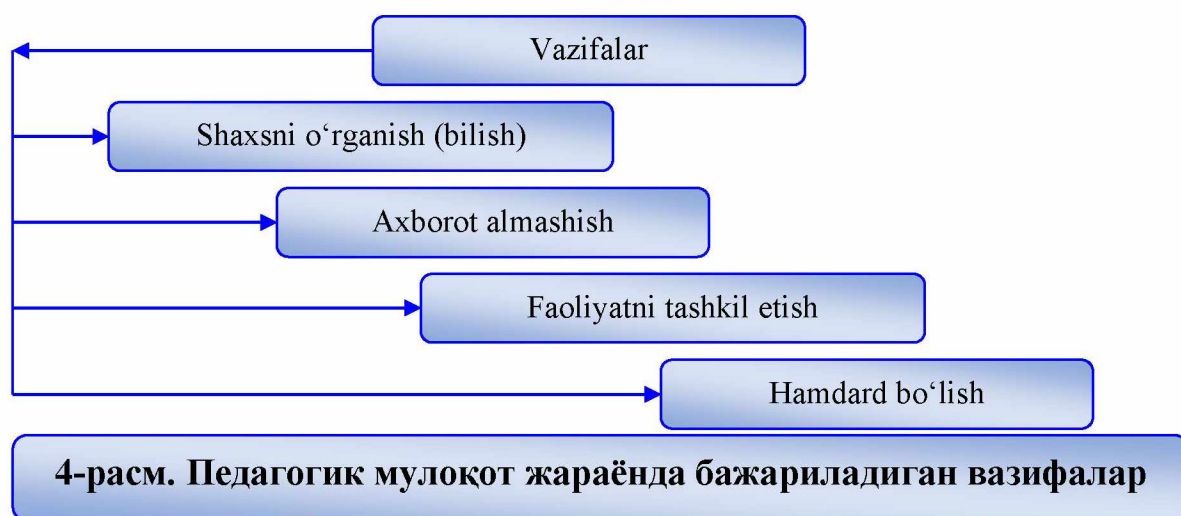 Vazifalar
Shaxsni o‘rganish (bilish)
Axborot almashish
Faoliyatni tashkil etish
Hamdard bo‘lish
4-расм. Педагогик мулоқот жараёнда бажариладиган вазифалар